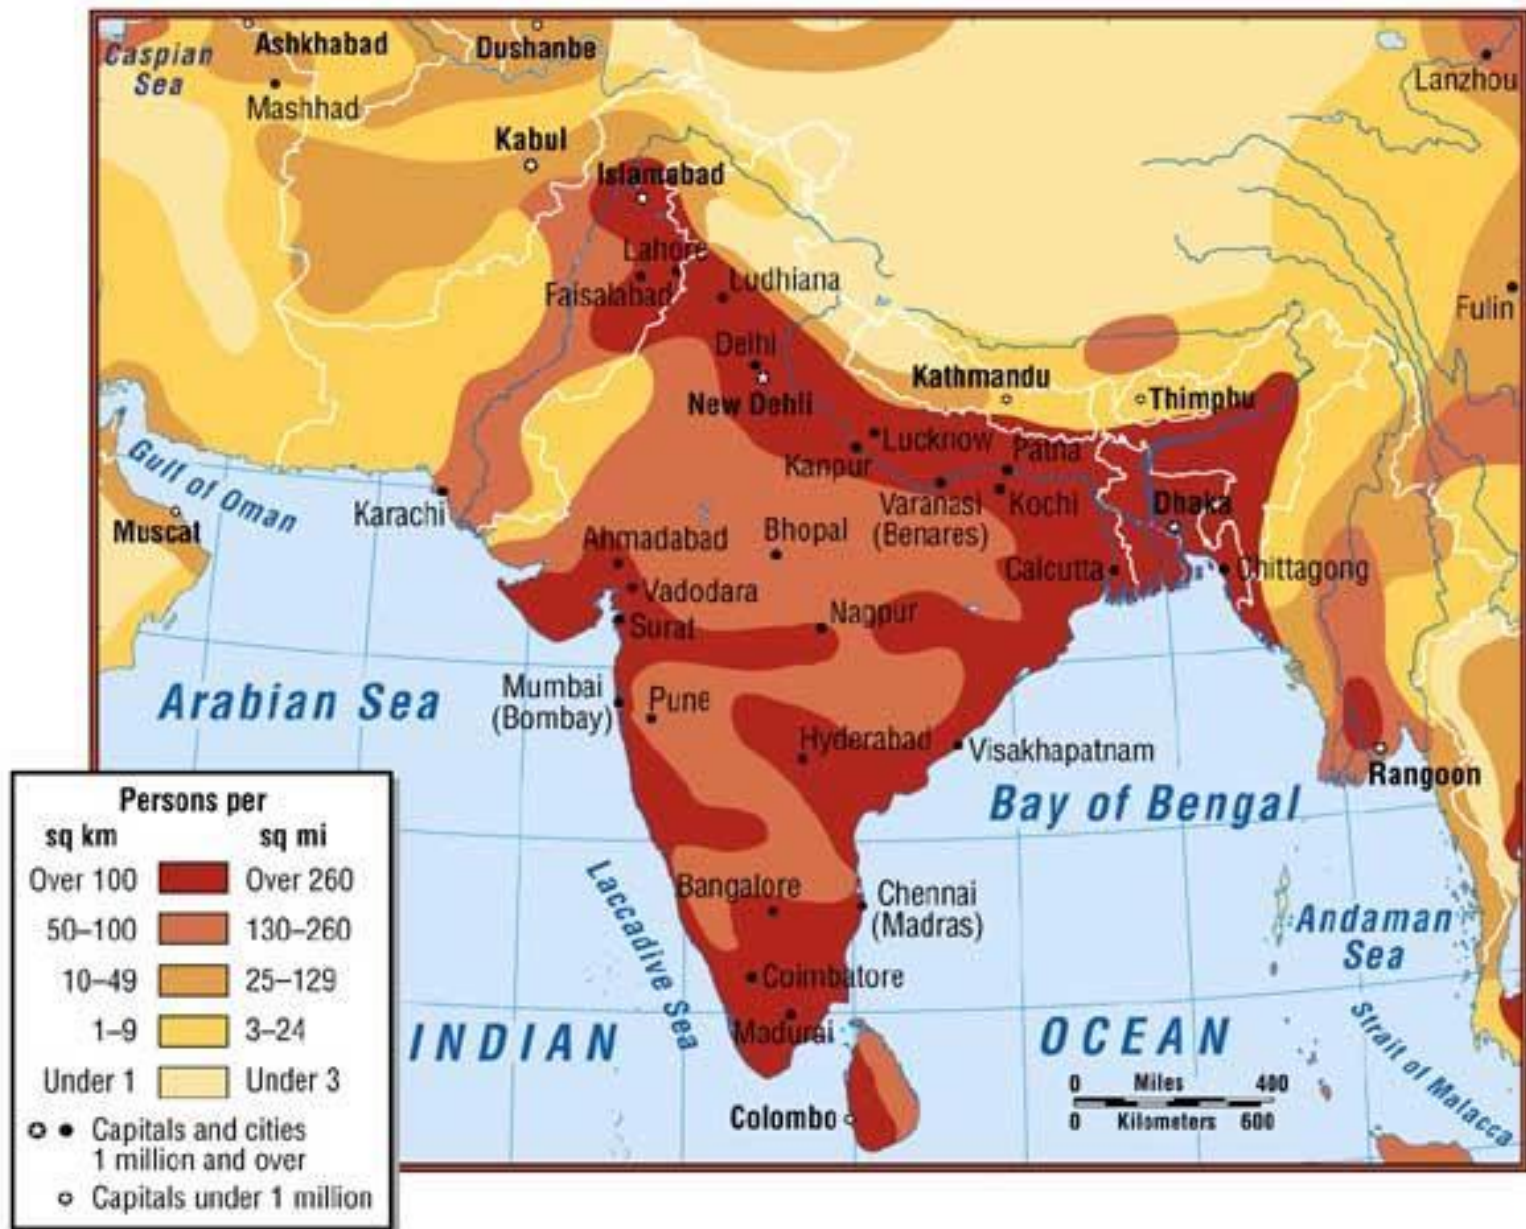 Caspian
Sea
Ashkhabad
Dushanbe
Lanzhou
Mashhad
Kabul
Islamabad
Lahore
Faisalabad
Ludhiana
Fulin
Delhi
New Dehli
Kathmandu
Thimphu
Lucknow
Kanpur
Patna
Gulf of Oman
Karachi
Varanasi
(Benares)
Kochi
Dhaka
Muscat
Ahmadabad
Bhopal
Calcutta
Chittagong
Vadodara
Surat
Nagpur
Arabian Sea
Mumbai
(Bombay)
Pune
Hyderabad
Visakhapatnam
Rangoon
Bay of Bengal
Laccadive Sea
Bangalore
Chennai
(Madras)
Andaman
Sea
Coimbatore
Madurai
INDIAN
OCEAN
Strait of Malacca
Colombo
0 Miles 400
0 Kilometers 600
Persons per
sq km sq mi
Over 100 Over 260
50–100 130–260
10–49 25–129
1–9 3–24
Under 1 Under 3
Capitals and cities
1 million and over
Capitals under 1 million